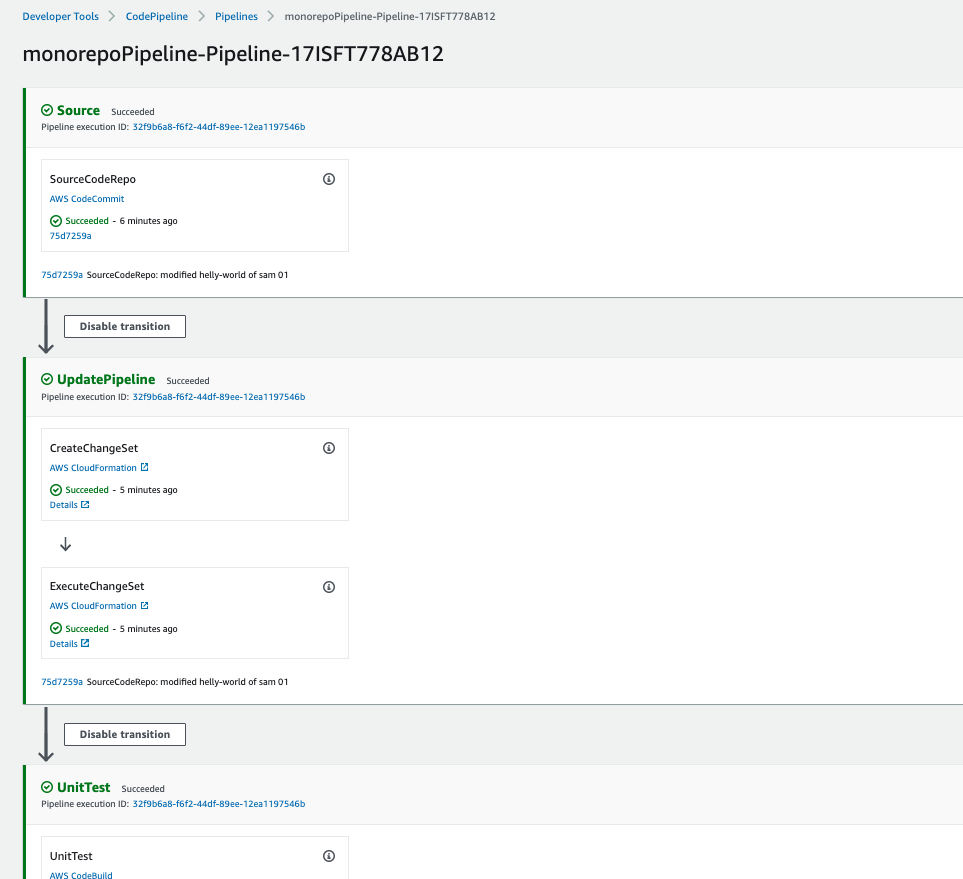 Developer Tools > CodePipeline > Pipelines > monorepoPipeline-Pipeline-17ISFT778AB12
monorepoPipeline-Pipeline-17ISFT778AB12
Source Succeeded
Pipeline execution ID: 32f9b6a8-f6f2-44df-89ee-12ea1197546b
SourceCodeRepo
AWS CodeCommit
Succeeded - 6 minutes ago
75d7259a
75d7259a SourceCodeRepo: modified helly-world of sam 01
Disable transition
UpdatePipeline Succeeded
Pipeline execution ID: 32f9b6a8-f6f2-44df-89ee-12ea1197546b
CreateChangeSet
AWS CloudFormation
Succeeded - 5 minutes ago
Details
ExecuteChangeSet
AWS CloudFormation
Succeeded - 5 minutes ago
Details
75d7259a SourceCodeRepo: modified helly-world of sam 01
Disable transition
UnitTest Succeeded
Pipeline execution ID: 32f9b6a8-f6f2-44df-89ee-12ea1197546b
UnitTest
AWS CodeBuild